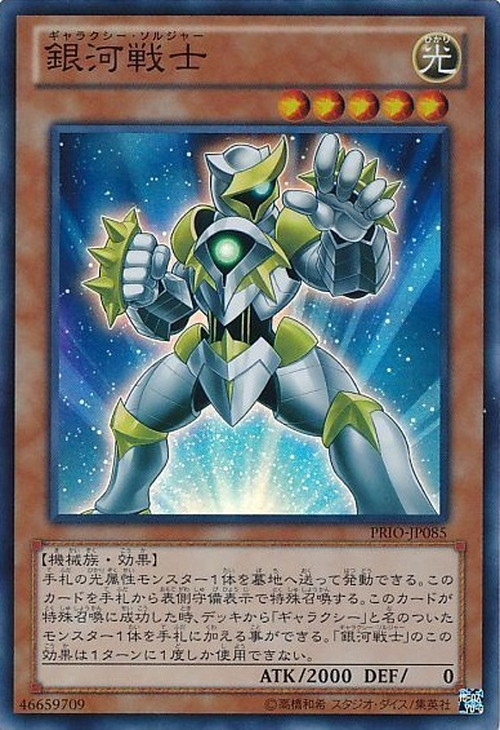 ギャラクシー・ソルジャー
銀河戦士
ひかり
光
PRIO-JP085
【機械族・効果】
手札の光属性モンスター1体を墓地へ送って発動できる。この
カードを手札から表側守備表示で特殊召喚する。このカードが
特殊召喚に成功した時、デッキから「ギャラクシー」と名のついた
モンスター1体を手札に加える事ができる。「銀河戦士」のこの
効果は1ターンに1度しか使用できない。
ATK/2000 DEF/ 0
46659709 ©高橋和希 スタジオ・ダイス/集英社